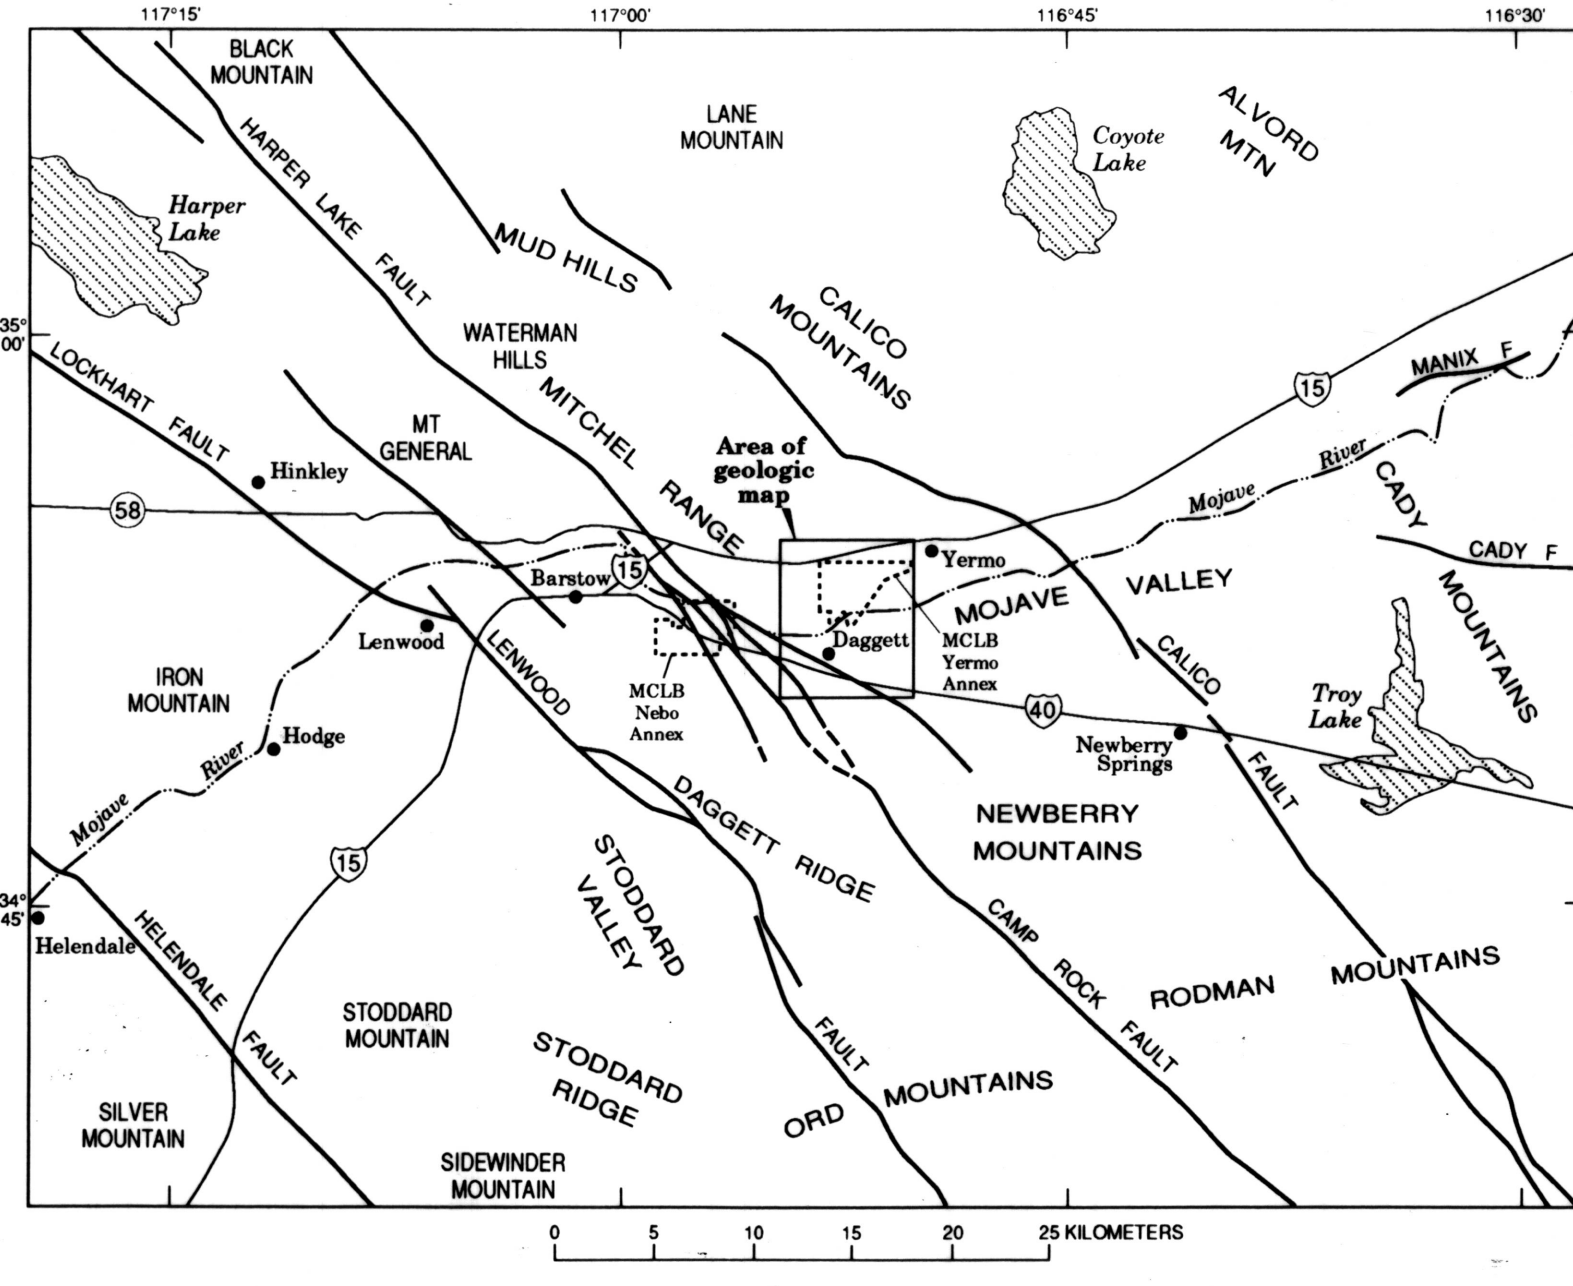 117°15'
117°00'
116°45'
116°30'
BLACK
MOUNTAIN
LANE
MOUNTAIN
Coyote
Lake
ALVORD
MTN
HARPER LAKE FAULT
Harper
Lake
MUD HILLS
CALICO
MOUNTAINS
35°
00'
WATERMAN
HILLS
LOCKHART FAULT
MITCHEL RANGE
MANIX F
15
MT
GENERAL
Area of
geologic
map
Hinkley
58
Mojave River
CADY MOUNTAINS
CADY F
15
Barstow
Yermo
MOJAVE VALLEY
Lenwood
Daggett
MCLB
Yermo
Annex
LENWOOD FAULT
CALICO FAULT
IRON
MOUNTAIN
MCLB
Nebo
Annex
Troy
Lake
40
Hodge
Newberry
Springs
Mojave River
DAGGETT RIDGE
NEWBERRY
MOUNTAINS
15
STODDARD
VALLEY
34°
45'
Helendale
HELENDALE FAULT
CAMP ROCK FAULT
RODMAN MOUNTAINS
STODDARD
MOUNTAIN
STODDARD
RIDGE
ORD MOUNTAINS
SILVER
MOUNTAIN
SIDEWINDER
MOUNTAIN
0 5 10 15 20 25 KILOMETERS